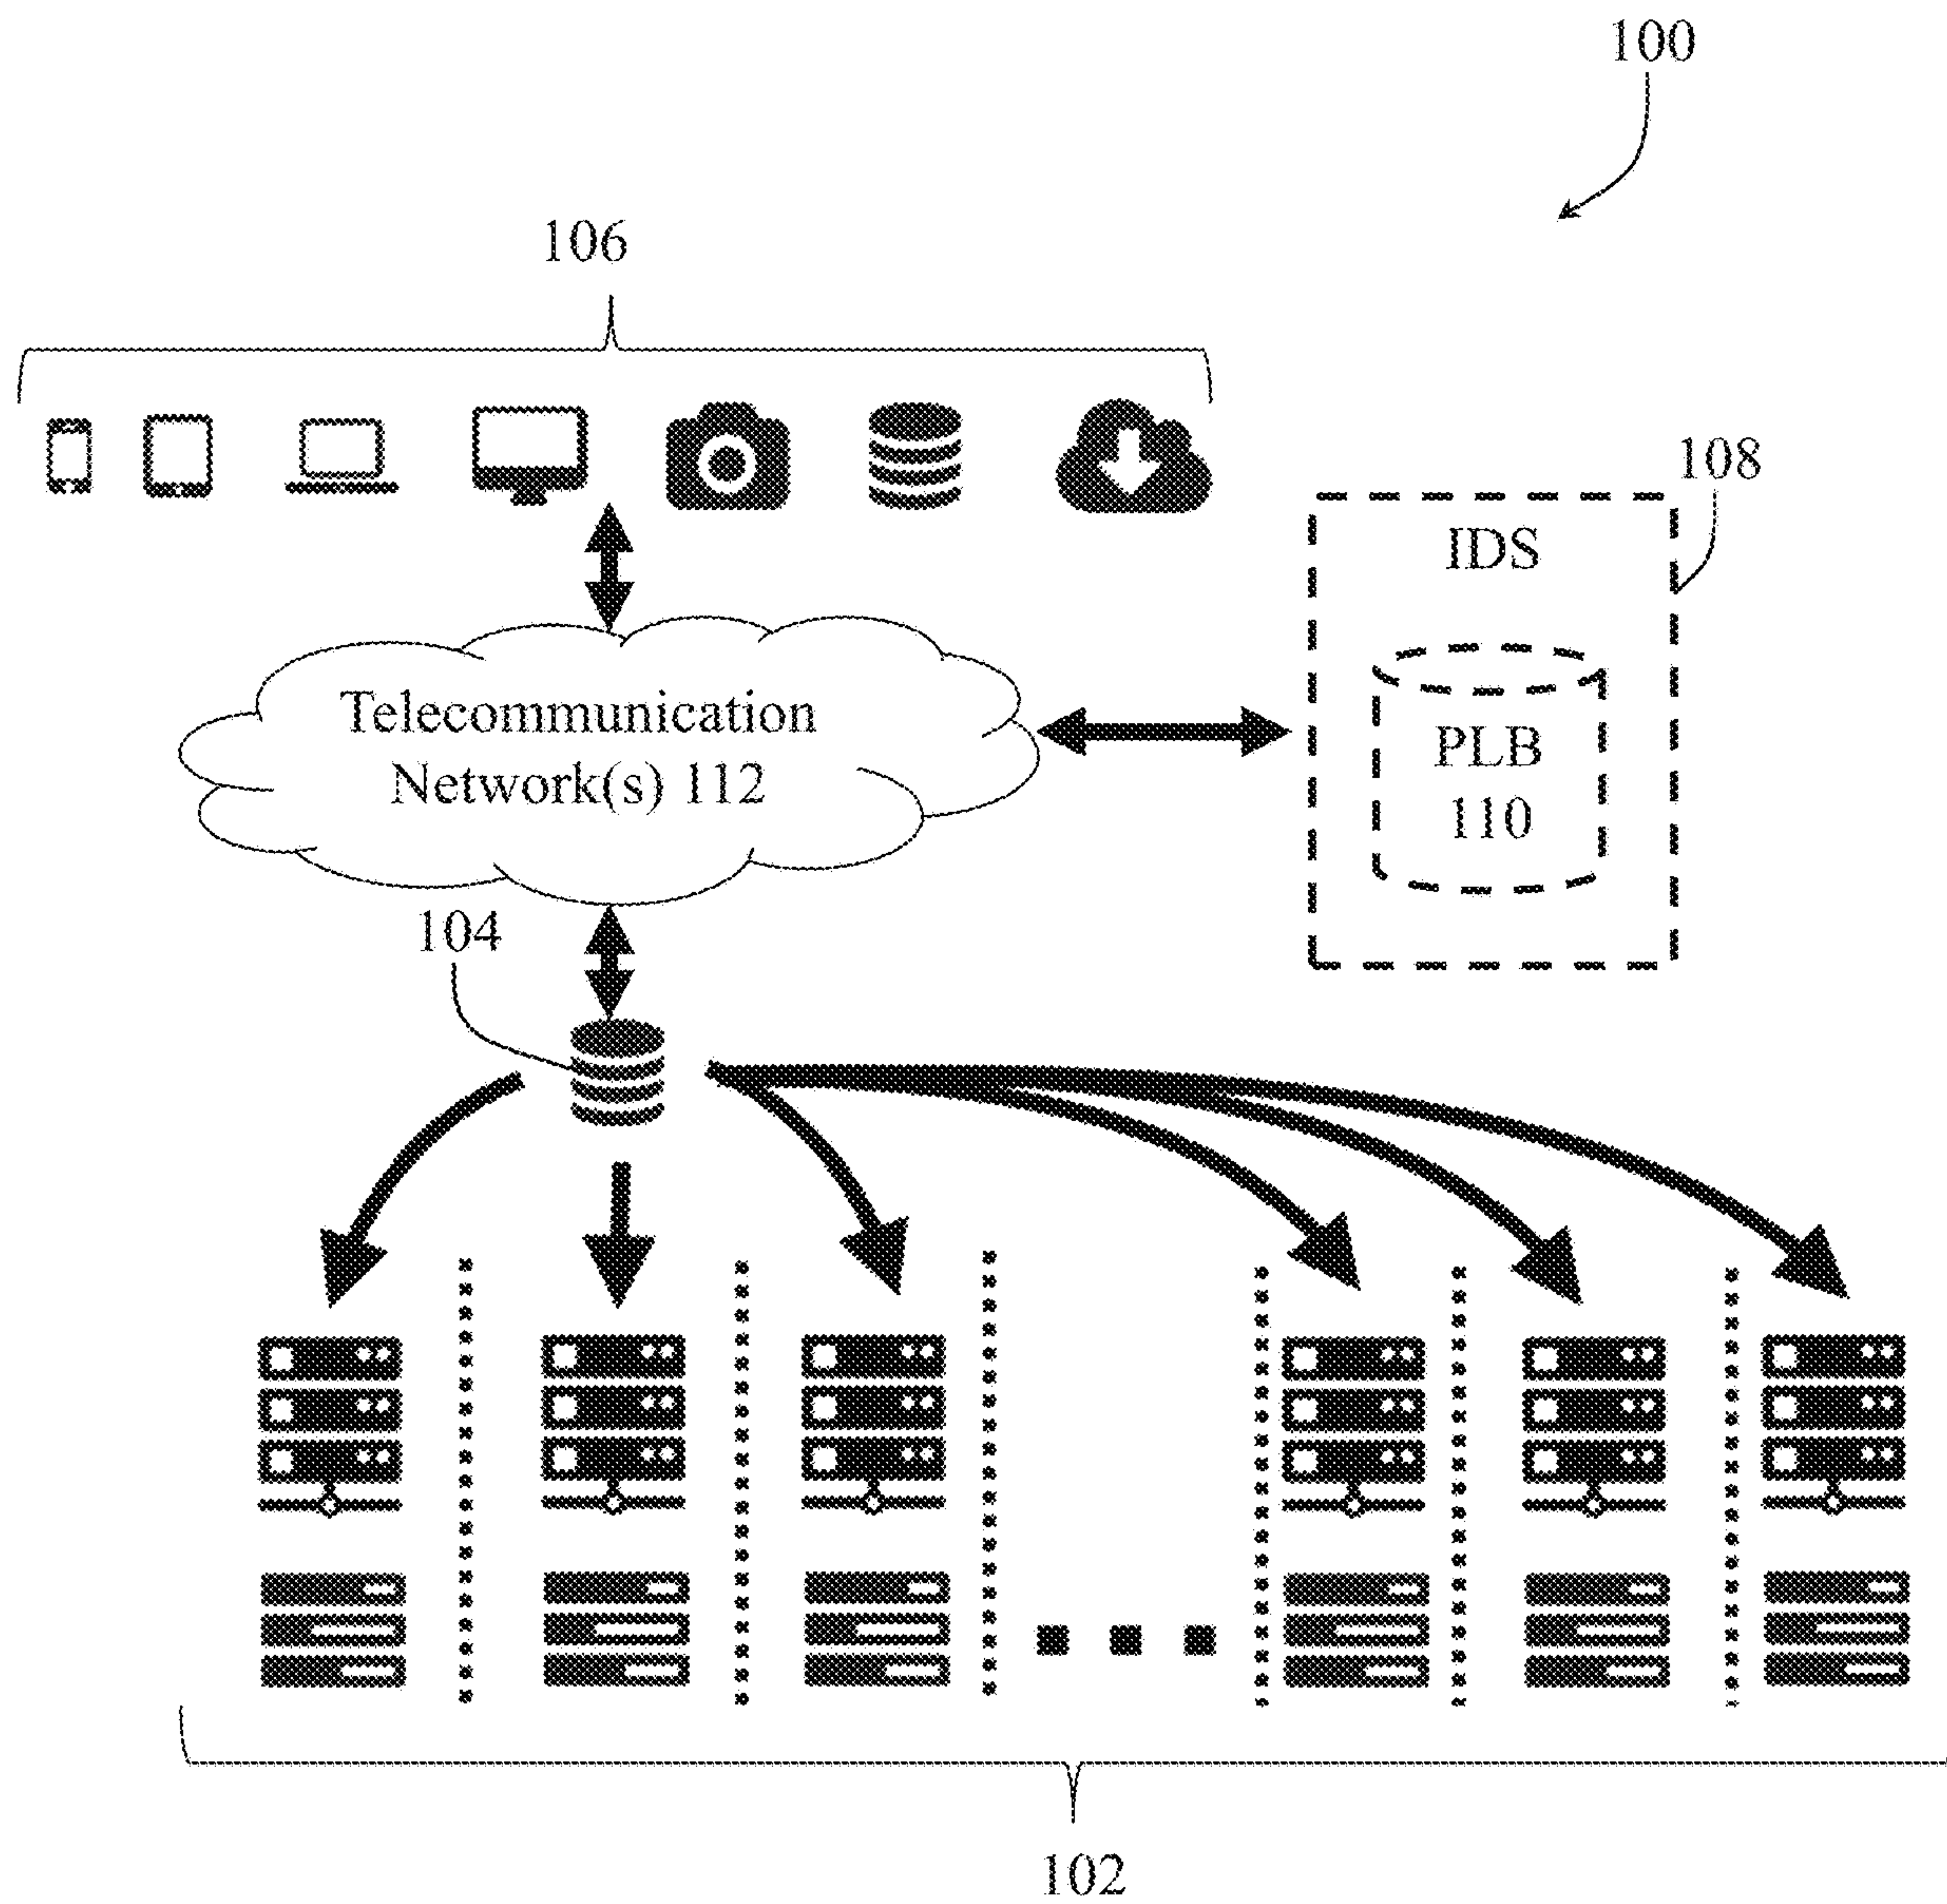 100
106
108
IDS
Telecommunication
Network(s) 112
PLB
110
104
102